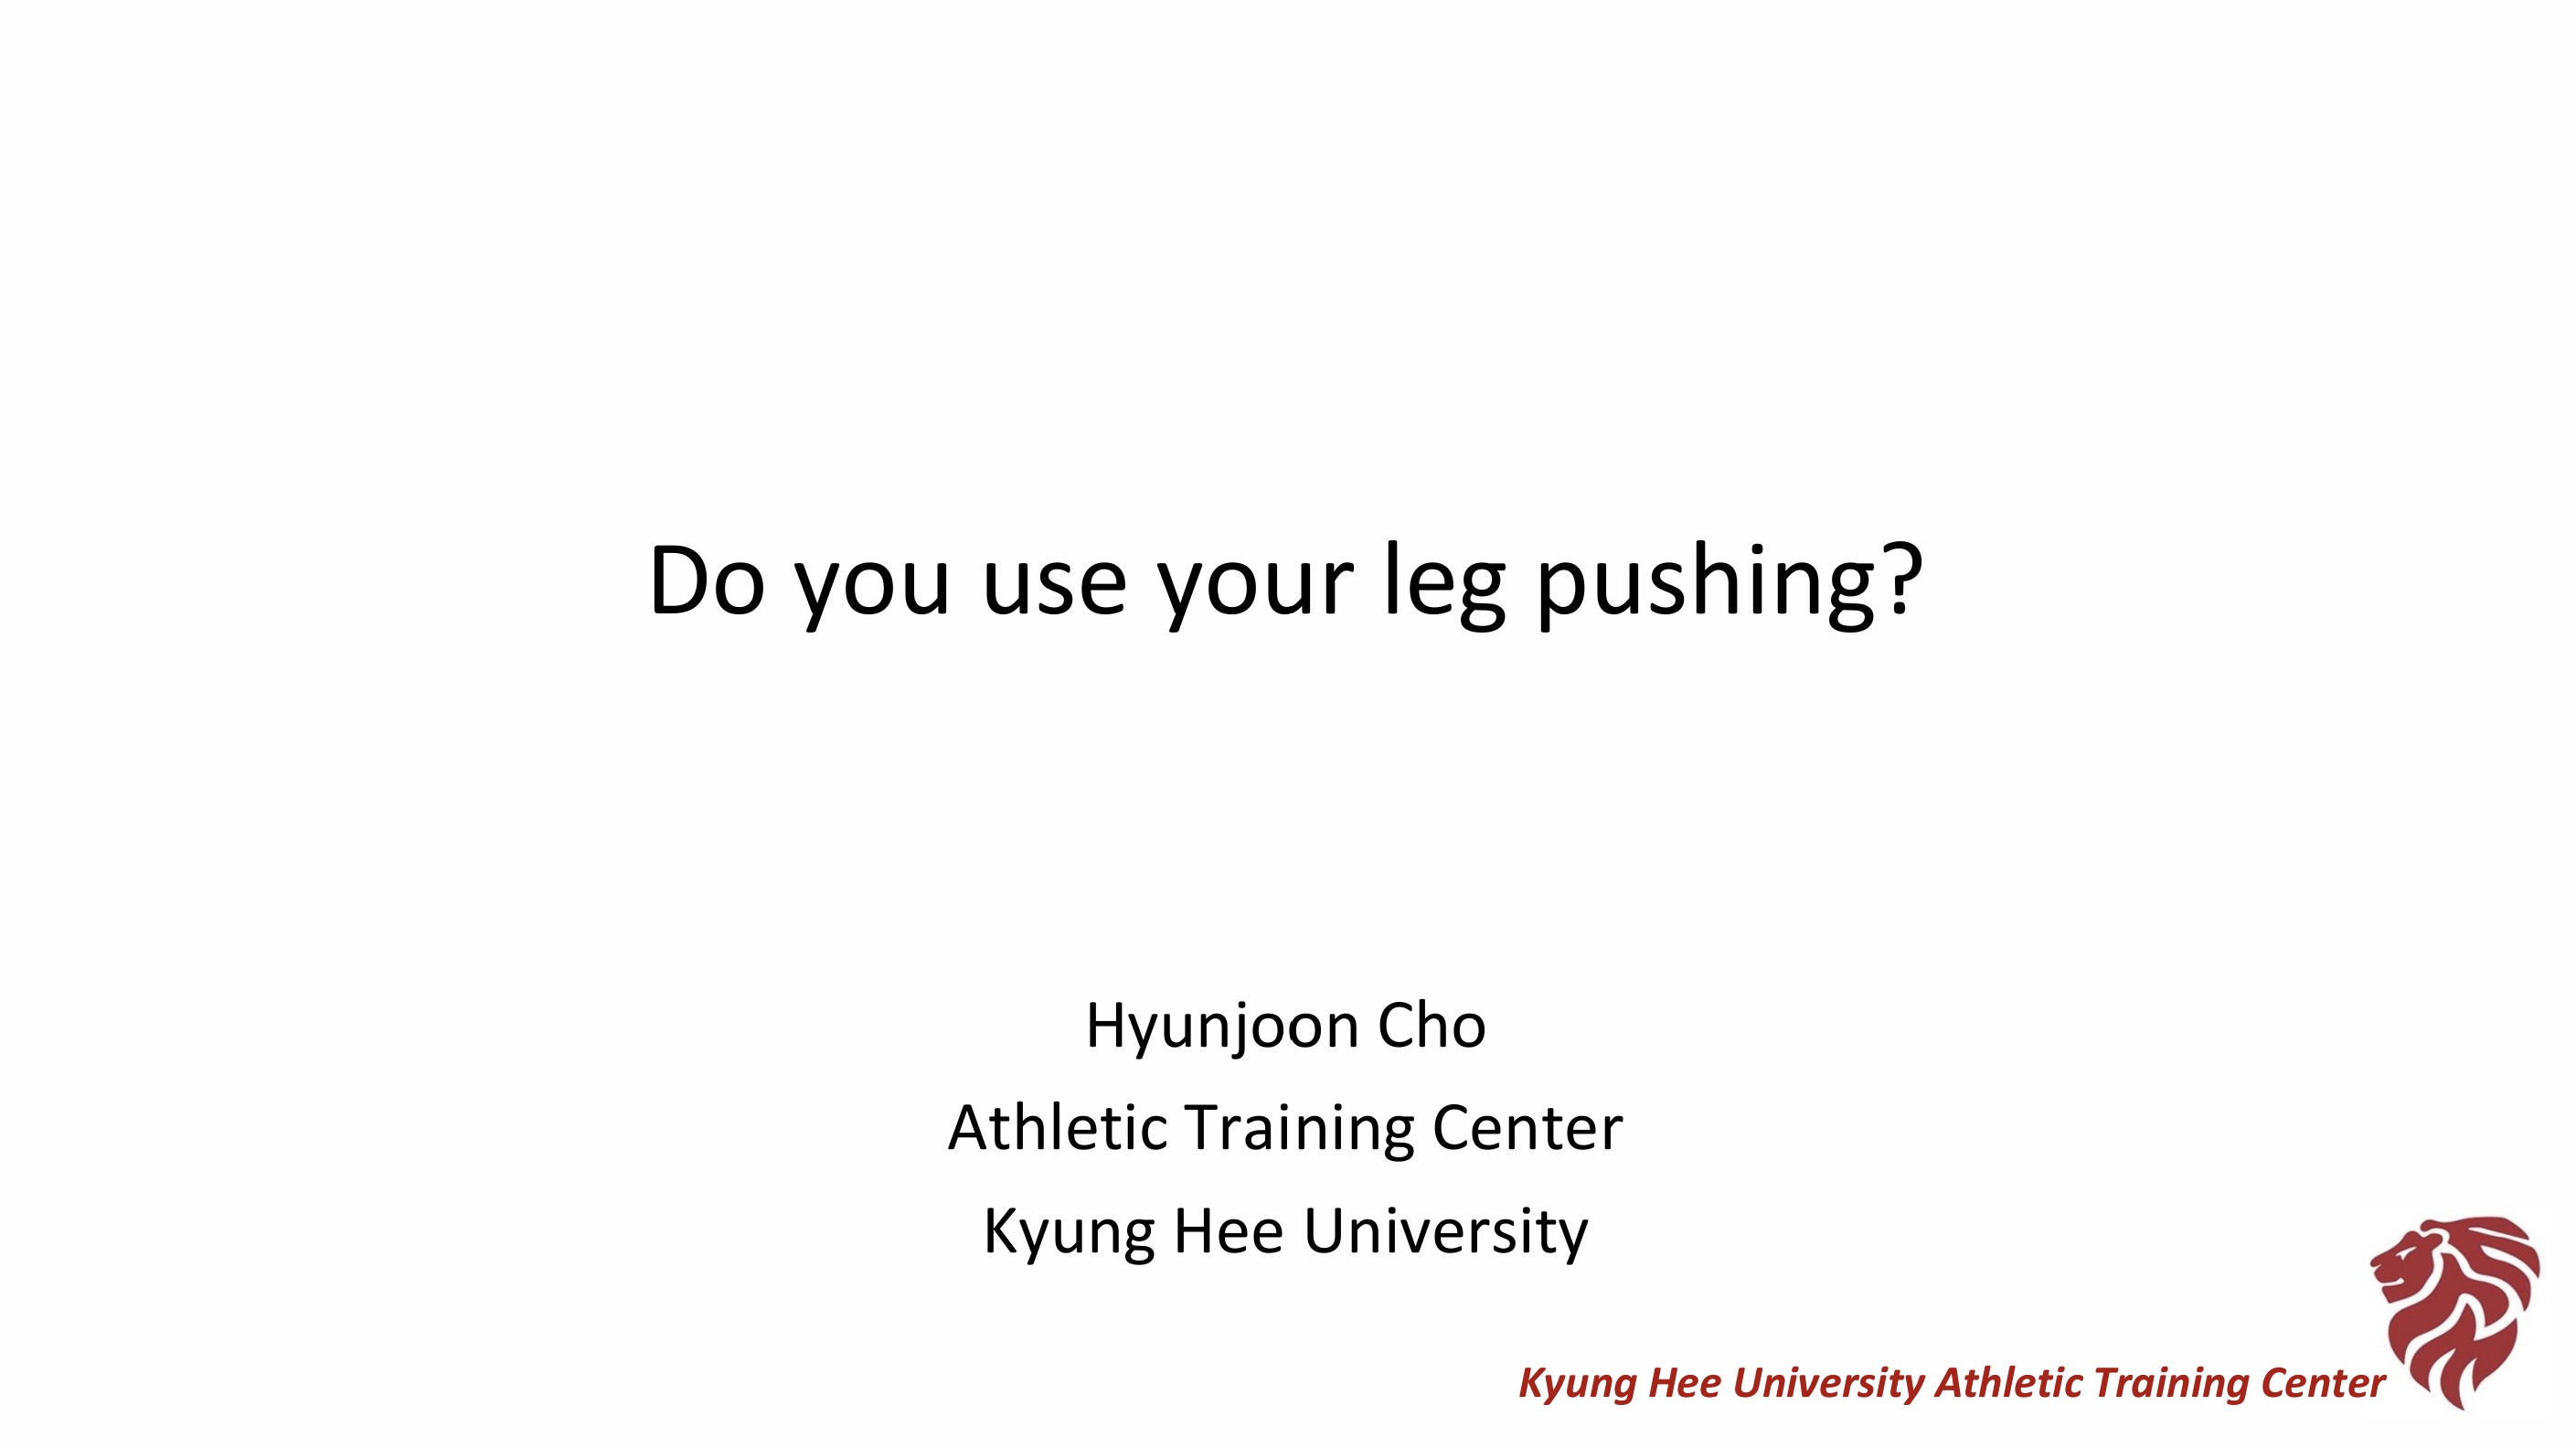 Do you use your leg pushing?
Hyunjoon Cho
Athletic Training Center
Kyung Hee University
Kyung Hee University Athletic Training Center